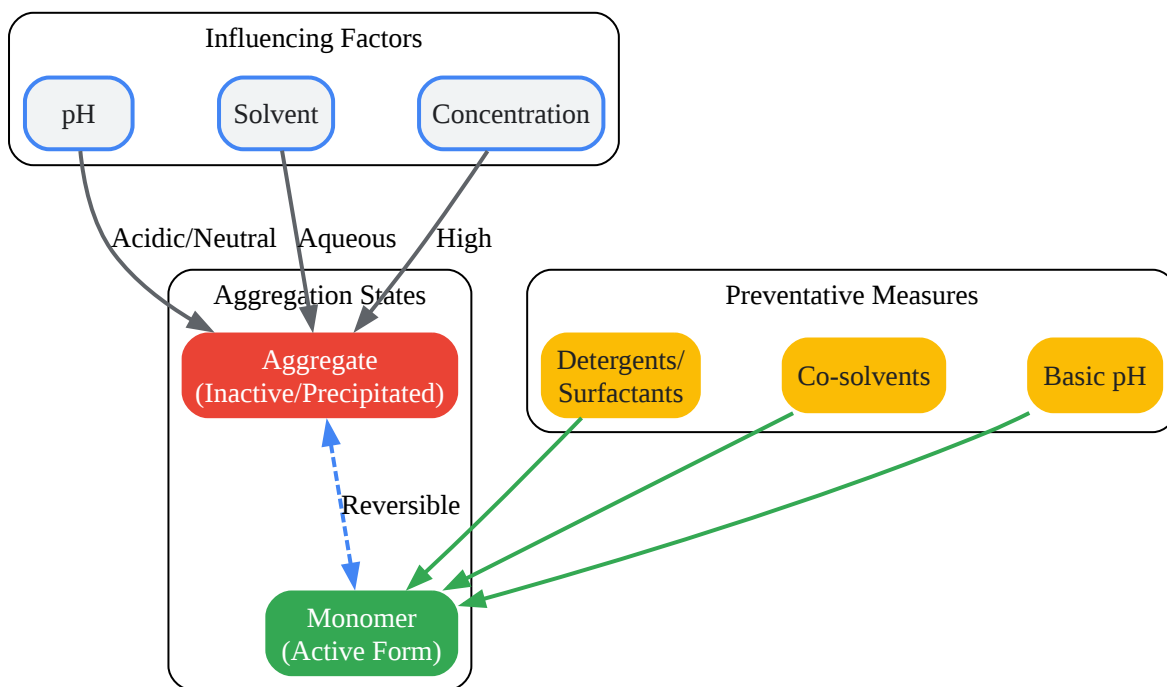 Influencing Factors
pH
Solvent
Concentration
Acidic/Neutral
Aqueous
High
Aggregation States
Preventative Measures
Aggregate
(Inactive/Precipitated)
Detergents/
Surfactants
Co-solvents
Basic pH
Reversible
Monomer
(Active Form)